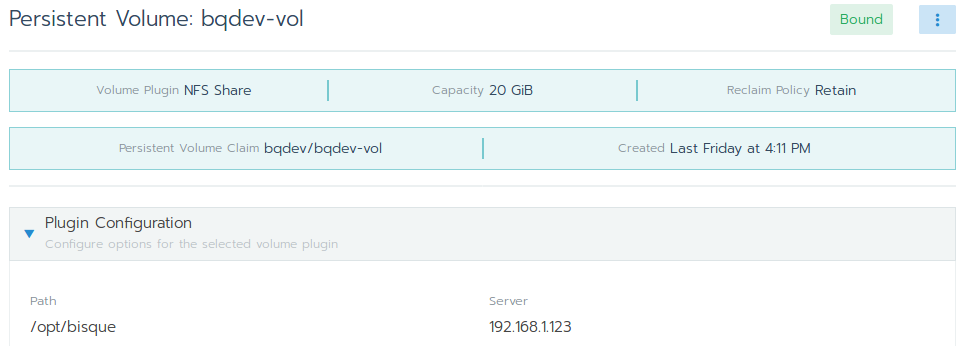 Persistent Volume: bqdev-vol Bound
Volume Plugin NFS Share Capacity 20 GiB Reclaim Policy Retain
Persistent Volume Claim bqdev/bqdev-vol Created Last Friday at 4:11 PM
Plugin Configuration
Configure options for the selected volume plugin
Path Server
/opt/bisque 192.168.1.123